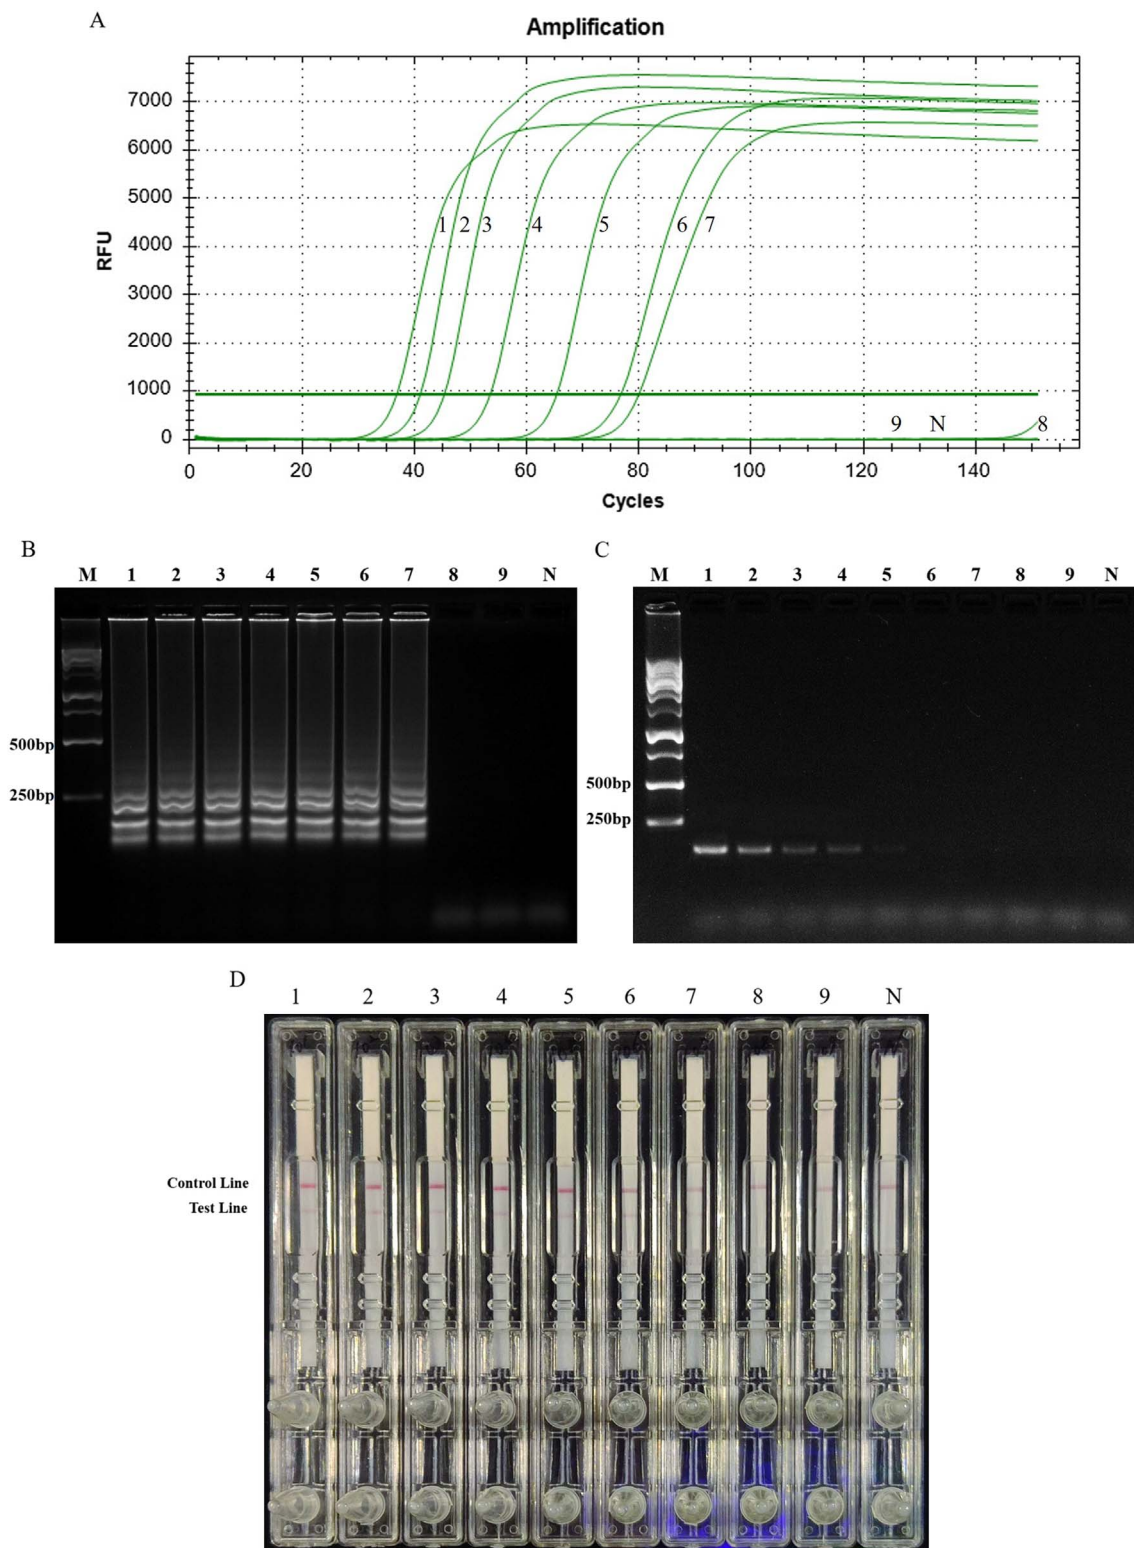 A
Amplification
7000
6000
5000
4000
3000
2000
1000
0
RFU
1 2 3 4 5 6 7
9 N 8
0 20 40 60 80 100 120 140
Cycles
B
M 1 2 3 4 5 6 7 8 9 N
500bp
250bp
C
M 1 2 3 4 5 6 7 8 9 N
500bp
250bp
D
1 2 3 4 5 6 7 8 9 N
Control Line
Test Line